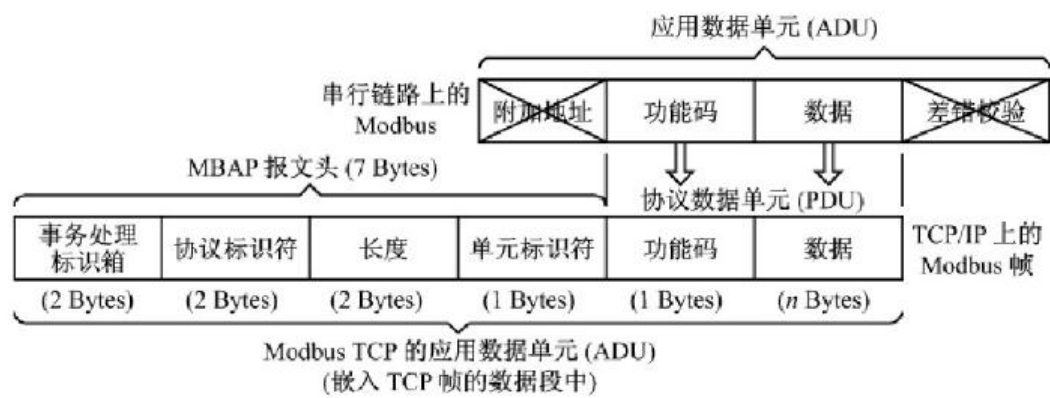 应用数据单元 (ADU)
串行链路上的
Modbus
附加地址 功能码 数据 差错校验
MBAP 报文头 (7 Bytes)
协议数据单元 (PDU)
事务处理
标识箱
协议标识符 长度 单元标识符 功能码 数据
TCP/IP 上的
Modbus 帧
(2 Bytes) (2 Bytes) (2 Bytes) (1 Bytes) (1 Bytes) (n Bytes)
Modbus TCP 的应用数据单元 (ADU)
(嵌入 TCP 帧的数据段中)